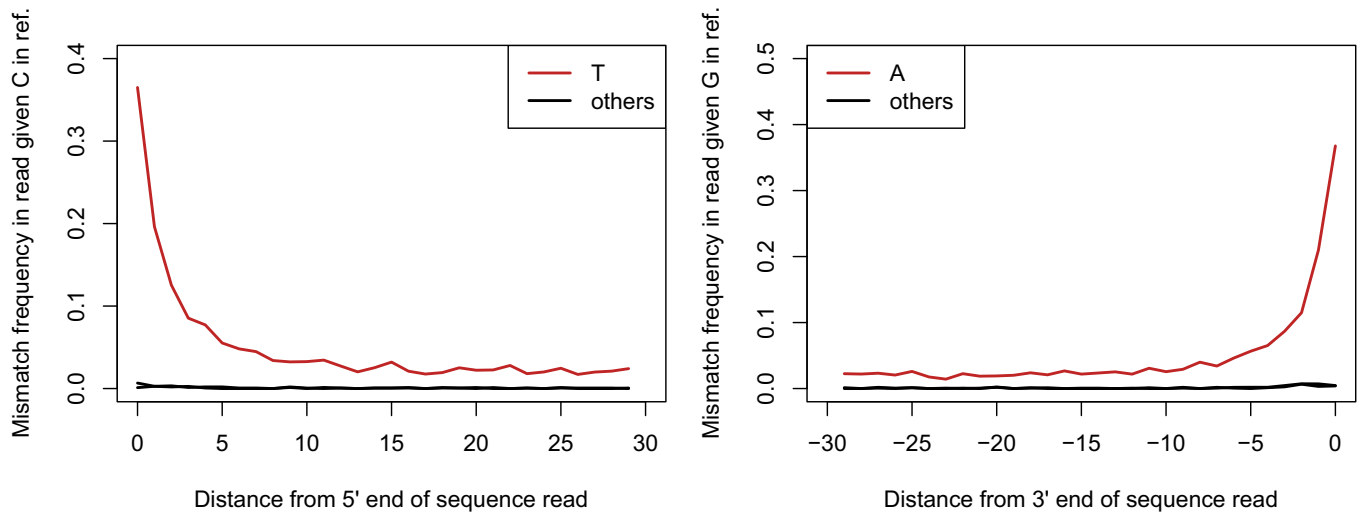 Mismatch frequency in read given C in ref.
0.4
0.3
0.2
0.1
0.0
T
others
0 5 10 15 20 25 30
Distance from 5' end of sequence read
Mismatch frequency in read given G in ref.
0.5
0.4
0.3
0.2
0.1
0.0
A
others
−30 −25 −20 −15 −10 −5 0
Distance from 3' end of sequence read